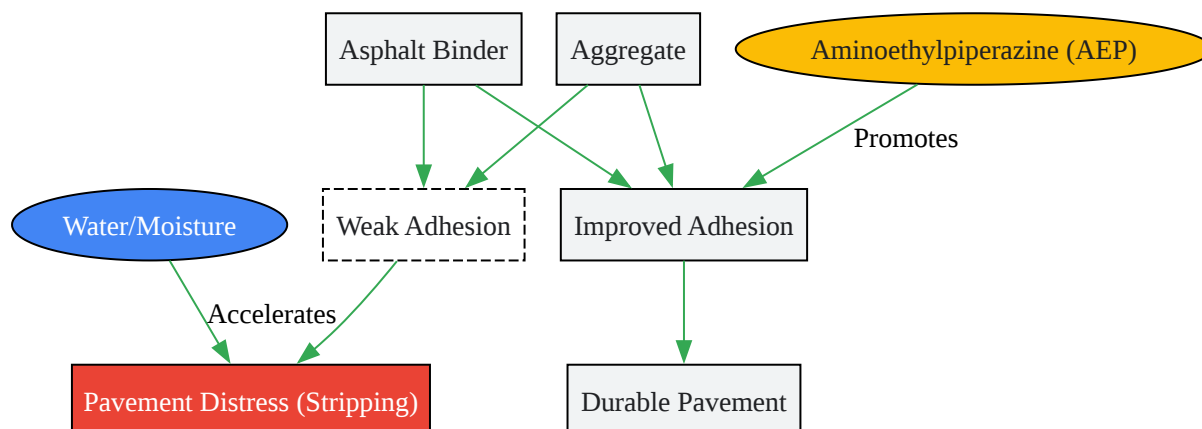 Asphalt Binder
Aggregate
Aminoethylpiperazine (AEP)
Promotes
Water/Moisture
Weak Adhesion
Improved Adhesion
Accelerates
Pavement Distress (Stripping)
Durable Pavement